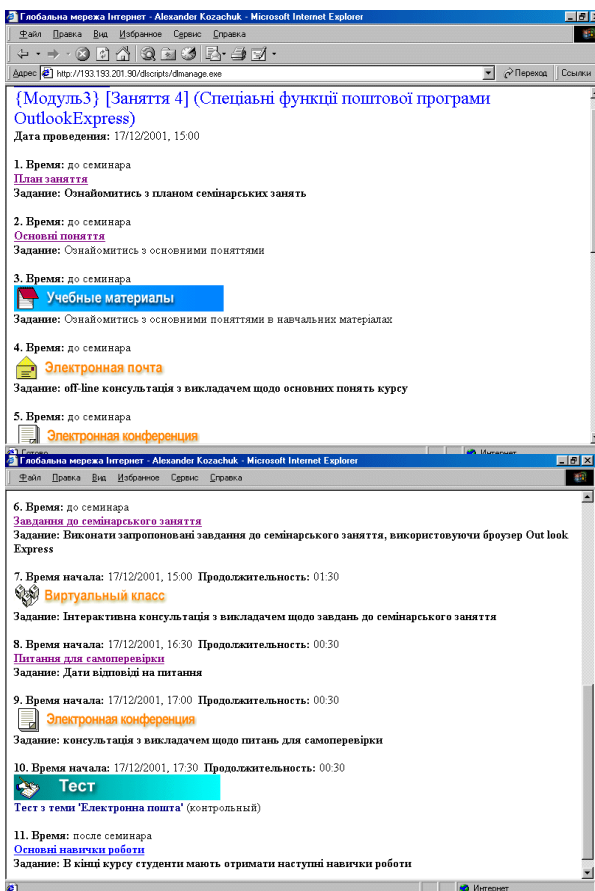 Глобальна мережа Інтернет - Alexander Kozachuk - Microsoft Internet Explorer
Файл Правка Вид Избранное Сервис Справка
Адрес http://193.193.201.90/dlscripts/dlmanage.exe Переход Ссылки
{Модуль3} [Заняття 4] (Спеціаьні функції поштової програми
OutlookExpress)
Дата проведения: 17/12/2001, 15:00
1. Время: до семинара
План заняття
Задание: Ознайомитись з планом семінарських занять
2. Время: до семинара
Основні поняття
Задание: Ознайомитись з основними поняттями
3. Время: до семинара
Учебные материалы
Задание: Ознайомитись з основними поняттями в навчальних матеріалах
4. Время: до семинара
Электронная почта
Задание: off-line консультація з викладачем щодо основних понять курсу
5. Время: до семинара
Электронная конференция
Готово Интернет
Глобальна мережа Інтернет - Alexander Kozachuk - Microsoft Internet Explorer
Файл Правка Вид Избранное Сервис Справка
6. Время: до семинара
Завдання до семінарського заняття
Задание: Виконати запропоновані завдання до семінарського заняття, використовуючи броузер Out look
Express
7. Время начала: 17/12/2001, 15:00 Продолжительность: 01:30
Виртуальный класс
Задание: Інтерактивна консультація з викладачем щодо завдань до семінарського заняття
8. Время начала: 17/12/2001, 16:30 Продолжительность: 00:30
Питання для самоперевірки
Задание: Дати відповіді на питання
9. Время начала: 17/12/2001, 17:00 Продолжительность: 00:30
Электронная конференция
Задание: консультація з викладачем щодо питань для самоперевірки
10. Время начала: 17/12/2001, 17:30 Продолжительность: 00:30
Тест
Тест з теми 'Електронна пошта' (контрольный)
11. Время: после семинара
Основні навички роботи
Задание: В кінці курсу студенти мають отримати наступні навички роботи
Интернет